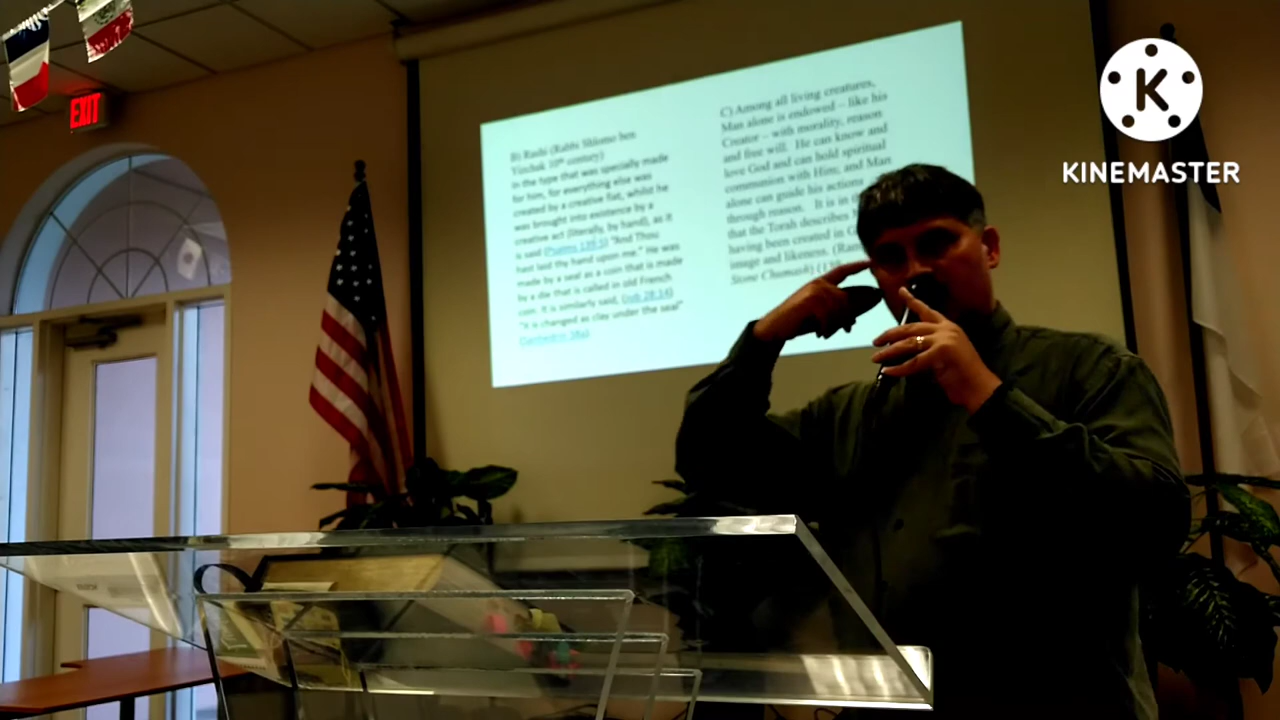 EXIT
B) Rashi (Rabbi Shlomo ben
Yitzchak 10th century)
in the type that was specially made
for him, for everything else was
created by a creative fiat, whilst he
was brought into existence by a
creative act (literally, by hand), as it
is said (Psalms 139:5) "And Thou
hast laid thy hand upon me." He was
made by a seal as a coin that is made
by a die that is called in old French
coin. It is similarly said, (Job 38:14)
"it is changed as clay under the seal"
(Sanhedrin 38a).
C) Among all living creatures,
Man alone is endowed – like his
Creator – with morality, reason
and free will. He can know and
love God and can hold spiritual
communion with Him, and Man
alone can guide his actions
through reason. It is in
that the Torah describes
having been created in
image and likeness.
Stone Chumash)
K
KINEMASTER